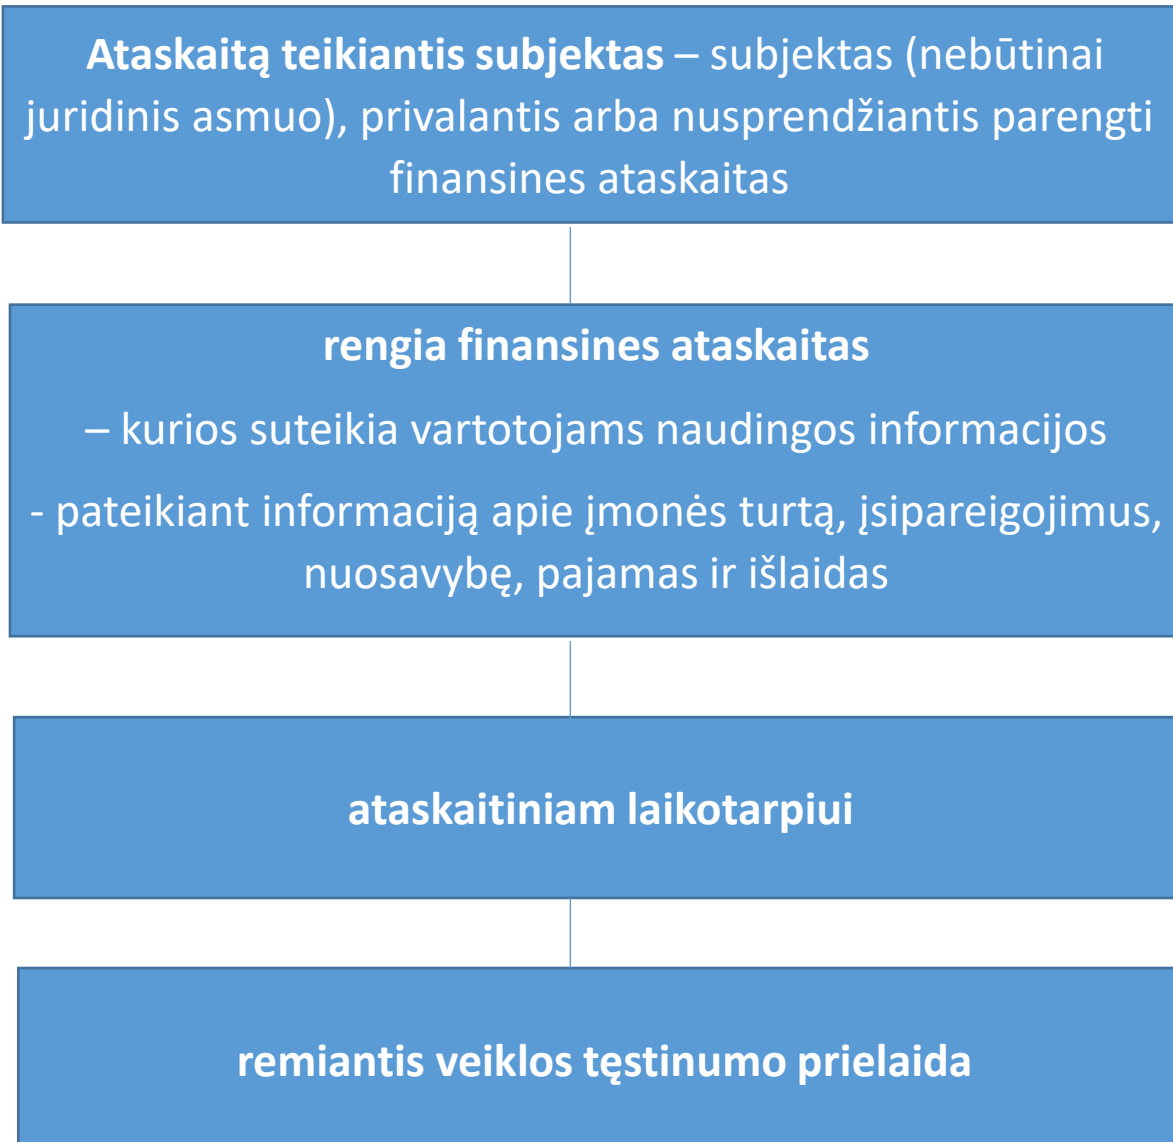 Ataskaitą teikiantis subjektas – subjektas (nebūtinai
juridinis asmuo), privalantis arba nusprendžiantis parengti
finansines ataskaitas
rengia finansines ataskaitas
– kurios suteikia vartotojams naudingos informacijos
- pateikiant informaciją apie įmonės turtą, įsipareigojimus,
nuosavybę, pajamas ir išlaidas
ataskaitiniam laikotarpiui
remiantis veiklos tęstinumo prielaida